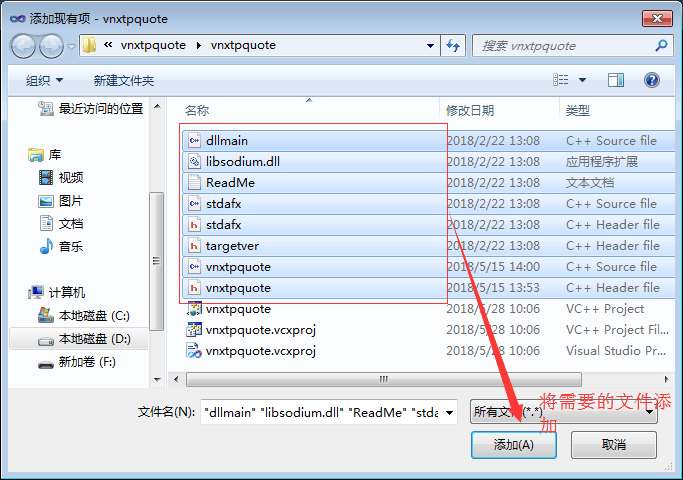 添加现有项 - vnxtpquote
« vnxtpquote ▸ vnxtpquote
搜索 vnxtpquote
组织 新建文件夹
最近访问的位置
库
视频
图片
文档
音乐
计算机
本地磁盘 (C:)
本地磁盘 (D:)
新加卷 (F:)
名称 修改日期 类型
dllmain 2018/2/22 13:08 C++ Source file
libsodium.dll 2018/2/22 13:08 应用程序扩展
ReadMe 2018/2/22 13:08 文本文档
stdafx 2018/2/22 13:08 C++ Source file
stdafx 2018/2/22 13:08 C++ Header file
targetver 2018/2/22 13:08 C++ Header file
vnxtpquote 2018/5/15 14:00 C++ Source file
vnxtpquote 2018/5/15 13:53 C++ Header file
vnxtpquote 2018/5/28 10:06 VC++ Project
vnxtpquote.vcxproj 2018/5/28 10:06 VC++ Project Fil...
vnxtpquote.vcxproj 2018/5/28 10:06 Visual Studio Pr...
文件名(N): "dllmain" "libsodium.dll" "ReadMe" "stda
所有文件(*.*)
将需要的文件添
加
添加(A) 取消